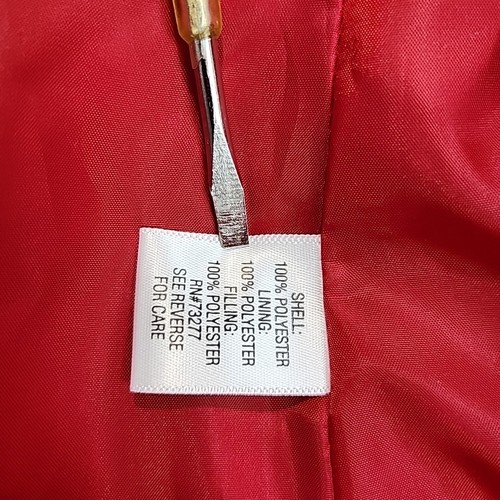 SHELL:
100% POLYESTER
LINING:
100% POLYESTER
FILLING:
100% POLYESTER
RN#73277
SEE REVERSE
FOR CARE